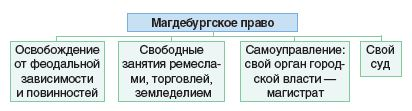 Магдебургское право
Освобождение
от феодальной
зависимости
и повинностей
Свободные
занятия ремесла-
ми, торговлей,
земледелием
Самоуправление:
свой орган город-
ской власти —
магистрат
Свой
суд